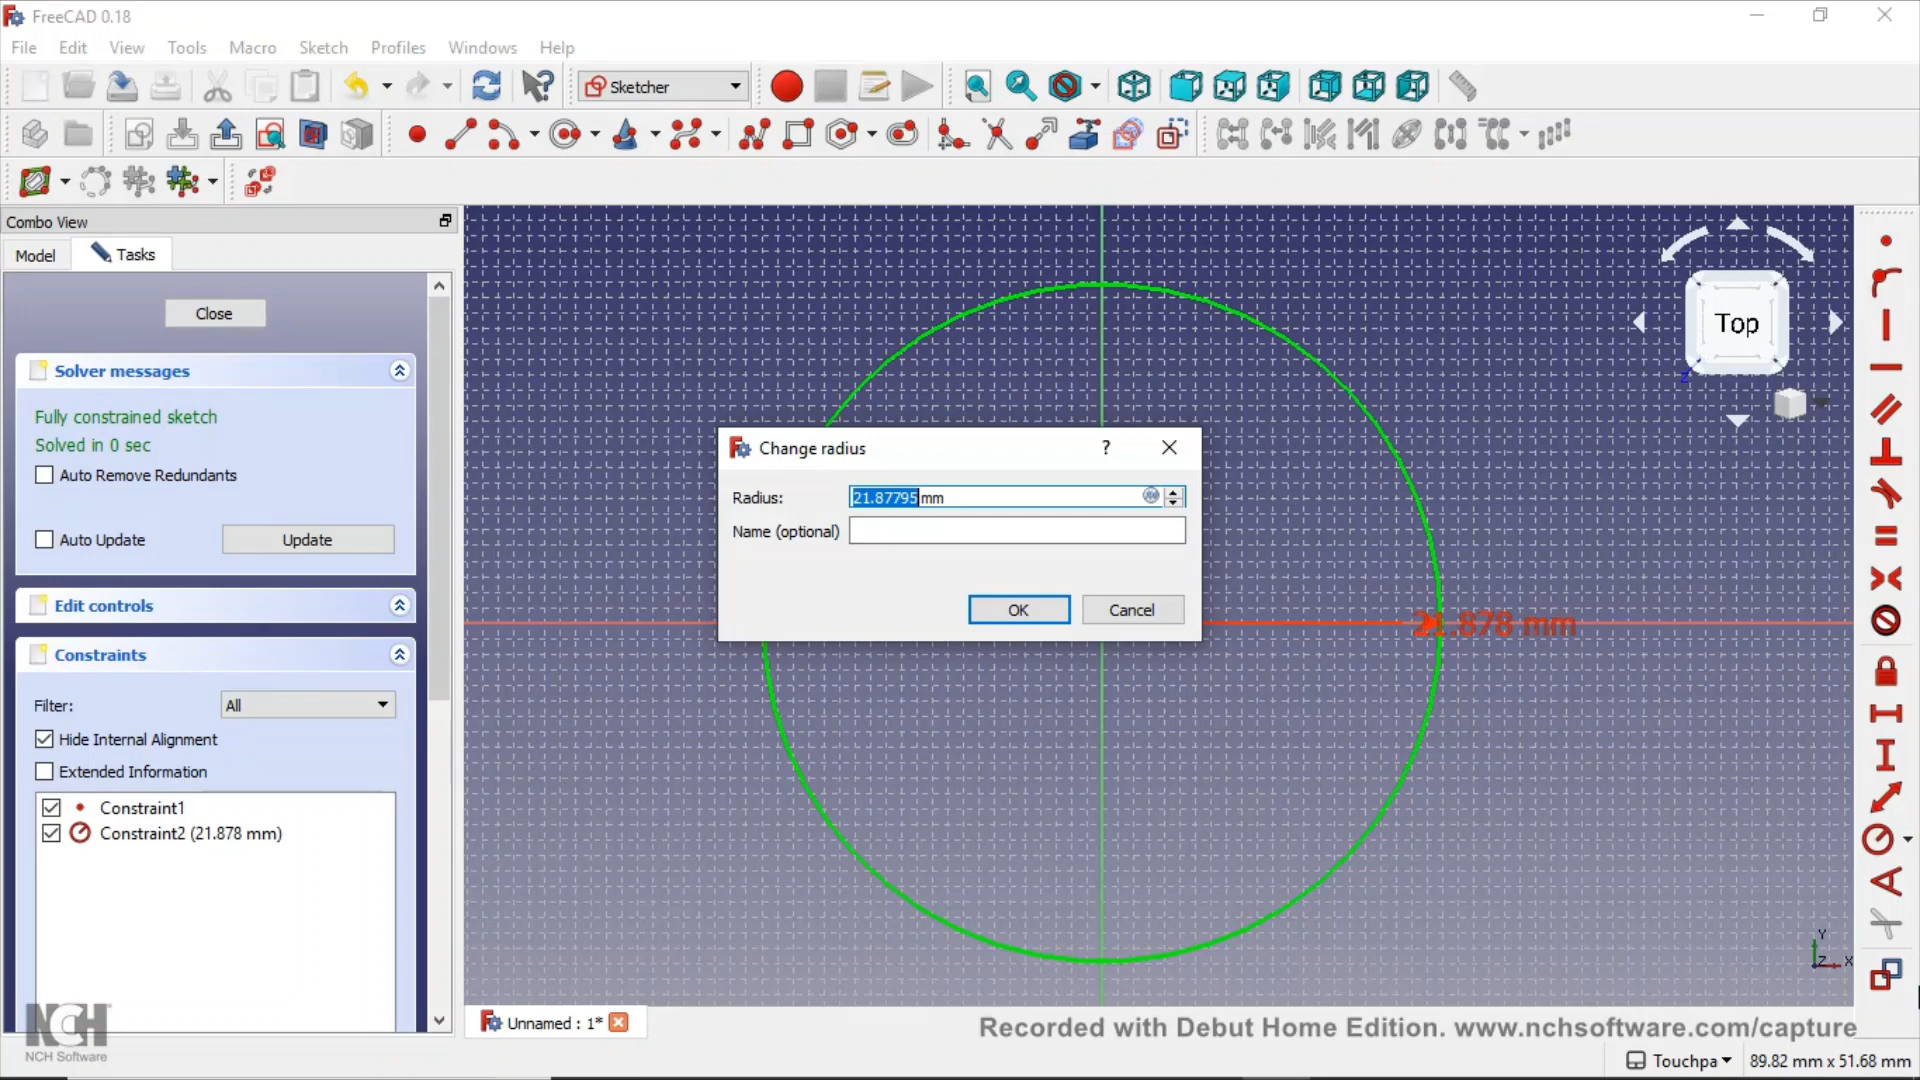 FreeCAD 0.18
File Edit View Tools Macro Sketch Profiles Windows Help
Sketcher
Combo View
Model Tasks
Close
Solver messages
Fully constrained sketch
Solved in 0 sec
Auto Remove Redundants
Auto Update Update
Edit controls
Constraints
Filter: All
Hide Internal Alignment
Extended Information
Constraint1
Constraint2 (21.878 mm)
NCH
NCH Software
Change radius ?
Radius: 21.87795 mm
Name (optional)
OK Cancel
21.878 mm
Top
Z
Y
Z X
Unnamed : 1*
Recorded with Debut Home Edition. www.nchsoftware.com/capture
Touchpa 89.82 mm x 51.68 mm